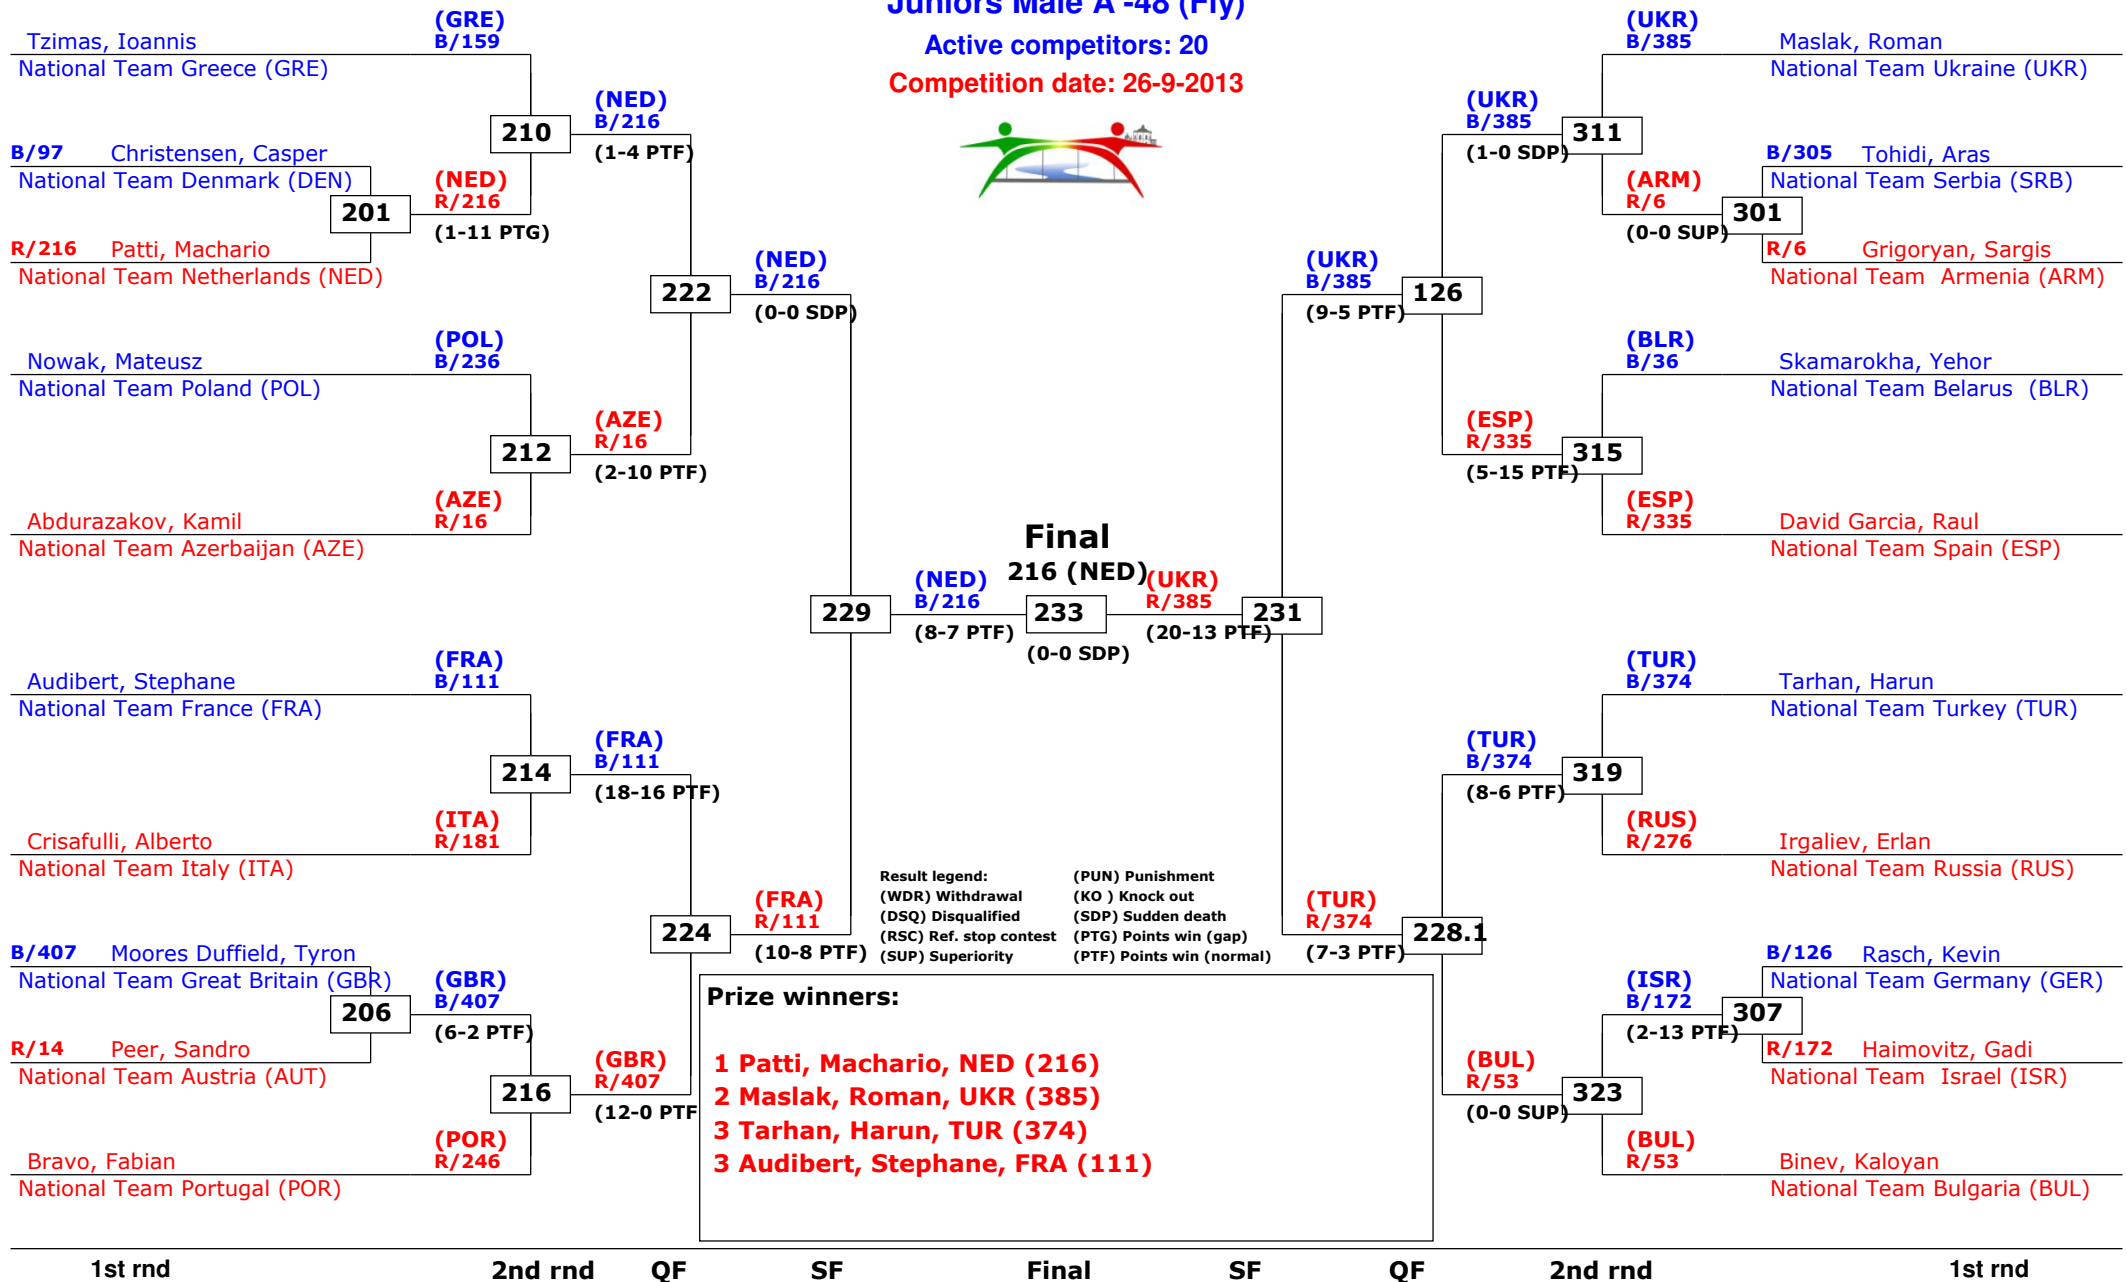 Juniors Male A -48 (Fly)
Active competitors: 20
Competition date: 26-9-2013
Tzimas, Ioannis
National Team Greece (GRE)
(GRE)
B/159
B/97 Christensen, Casper
National Team Denmark (DEN)
201
R/216 Patti, Machario
National Team Netherlands (NED)
(NED)
R/216
(1-11 PTG)
210
(NED)
B/216
(1-4 PTF)
Nowak, Mateusz
National Team Poland (POL)
(POL)
B/236
212
Abdurazakov, Kamil
National Team Azerbaijan (AZE)
(AZE)
R/16
(AZE)
R/16
(2-10 PTF)
222
(NED)
B/216
(0-0 SDP)
Audibert, Stephane
National Team France (FRA)
(FRA)
B/111
214
Crisafulli, Alberto
National Team Italy (ITA)
(ITA)
R/181
(FRA)
B/111
(18-16 PTF)
B/407 Moores Duffield, Tyron
National Team Great Britain (GBR)
206
R/14 Peer, Sandro
National Team Austria (AUT)
(GBR)
B/407
(6-2 PTF)
216
Bravo, Fabian
National Team Portugal (POR)
(POR)
R/246
(GBR)
R/407
(12-0 PTF
224
(FRA)
R/111
(10-8 PTF)
229
(NED)
B/216
(8-7 PTF)
Final
216 (NED)
233
(0-0 SDP)
(UKR)
R/385
(20-13 PTF)
231
(UKR)
B/385
(9-5 PTF)
126
(UKR)
B/385
(1-0 SDP)
311
(UKR)
B/385
Maslak, Roman
National Team Ukraine (UKR)
(ARM)
R/6
(0-0 SUP)
301
B/305 Tohidi, Aras
National Team Serbia (SRB)
R/6 Grigoryan, Sargis
National Team Armenia (ARM)
(BLR)
B/36
Skamarokha, Yehor
National Team Belarus (BLR)
(ESP)
R/335
(5-15 PTF)
315
(ESP)
R/335
David Garcia, Raul
National Team Spain (ESP)
(TUR)
B/374
Tarhan, Harun
National Team Turkey (TUR)
(TUR)
B/374
(8-6 PTF)
319
(RUS)
R/276
Irgaliev, Erlan
National Team Russia (RUS)
(TUR)
R/374
(7-3 PTF)
228.1
B/126 Rasch, Kevin
National Team Germany (GER)
(ISR)
B/172
(2-13 PTF)
307
R/172 Haimovitz, Gadi
National Team Israel (ISR)
(BUL)
R/53
(0-0 SUP)
323
(BUL)
R/53
Binev, Kaloyan
National Team Bulgaria (BUL)
Result legend:
(WDR) Withdrawal
(DSQ) Disqualified
(RSC) Ref. stop contest
(SUP) Superiority
(PUN) Punishment
(KO ) Knock out
(SDP) Sudden death
(PTG) Points win (gap)
(PTF) Points win (normal)
Prize winners:
1 Patti, Machario, NED (216)
2 Maslak, Roman, UKR (385)
3 Tarhan, Harun, TUR (374)
3 Audibert, Stephane, FRA (111)
1st rnd 2nd rnd QF SF Final SF QF 2nd rnd 1st rnd